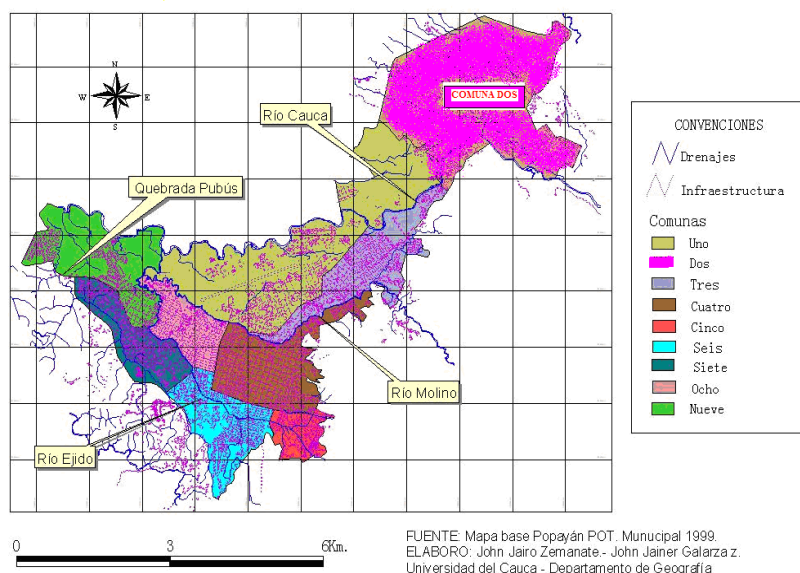 N
W E
S
COMUNA DOS
Río Cauca
Quebrada Pubús
Río Molino
Río Ejido
CONVENCIONES
Drenajes
Infraestructura
Comunas
Uno
Dos
Tres
Cuatro
Cinco
Seis
Siete
Ocho
Nueve
0 3 6Km.
FUENTE: Mapa base Popayán POT. Munucipal 1999.
ELABORO: John Jairo Zemanate.- John Jainer Galarza z.
Universidad del Cauca - Departamento de Geografía